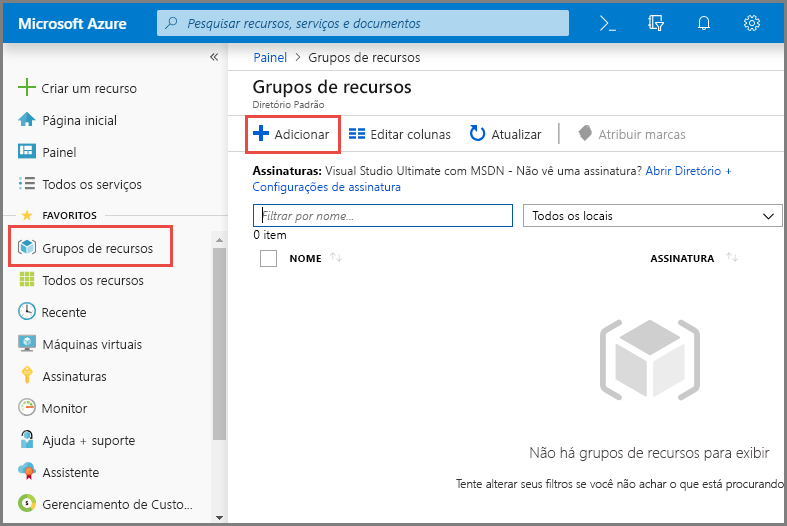 Microsoft Azure
Pesquisar recursos, serviços e documentos
Criar um recurso
Página inicial
Painel
Todos os serviços
FAVORITOS
Grupos de recursos
Todos os recursos
Recente
Máquinas virtuais
Assinaturas
Monitor
Ajuda + suporte
Assistente
Gerenciamento de Custo...
Painel > Grupos de recursos
Grupos de recursos
Diretório Padrão
Adicionar Editar colunas Atualizar Atribuir marcas
Assinaturas: Visual Studio Ultimate com MSDN - Não vê uma assinatura? Abrir Diretório +
Configurações de assinatura
Filtrar por nome... Todos os locais
0 item
NOME ASSINATURA
Não há grupos de recursos para exibir
Tente alterar seus filtros se você não achar o que está procurando